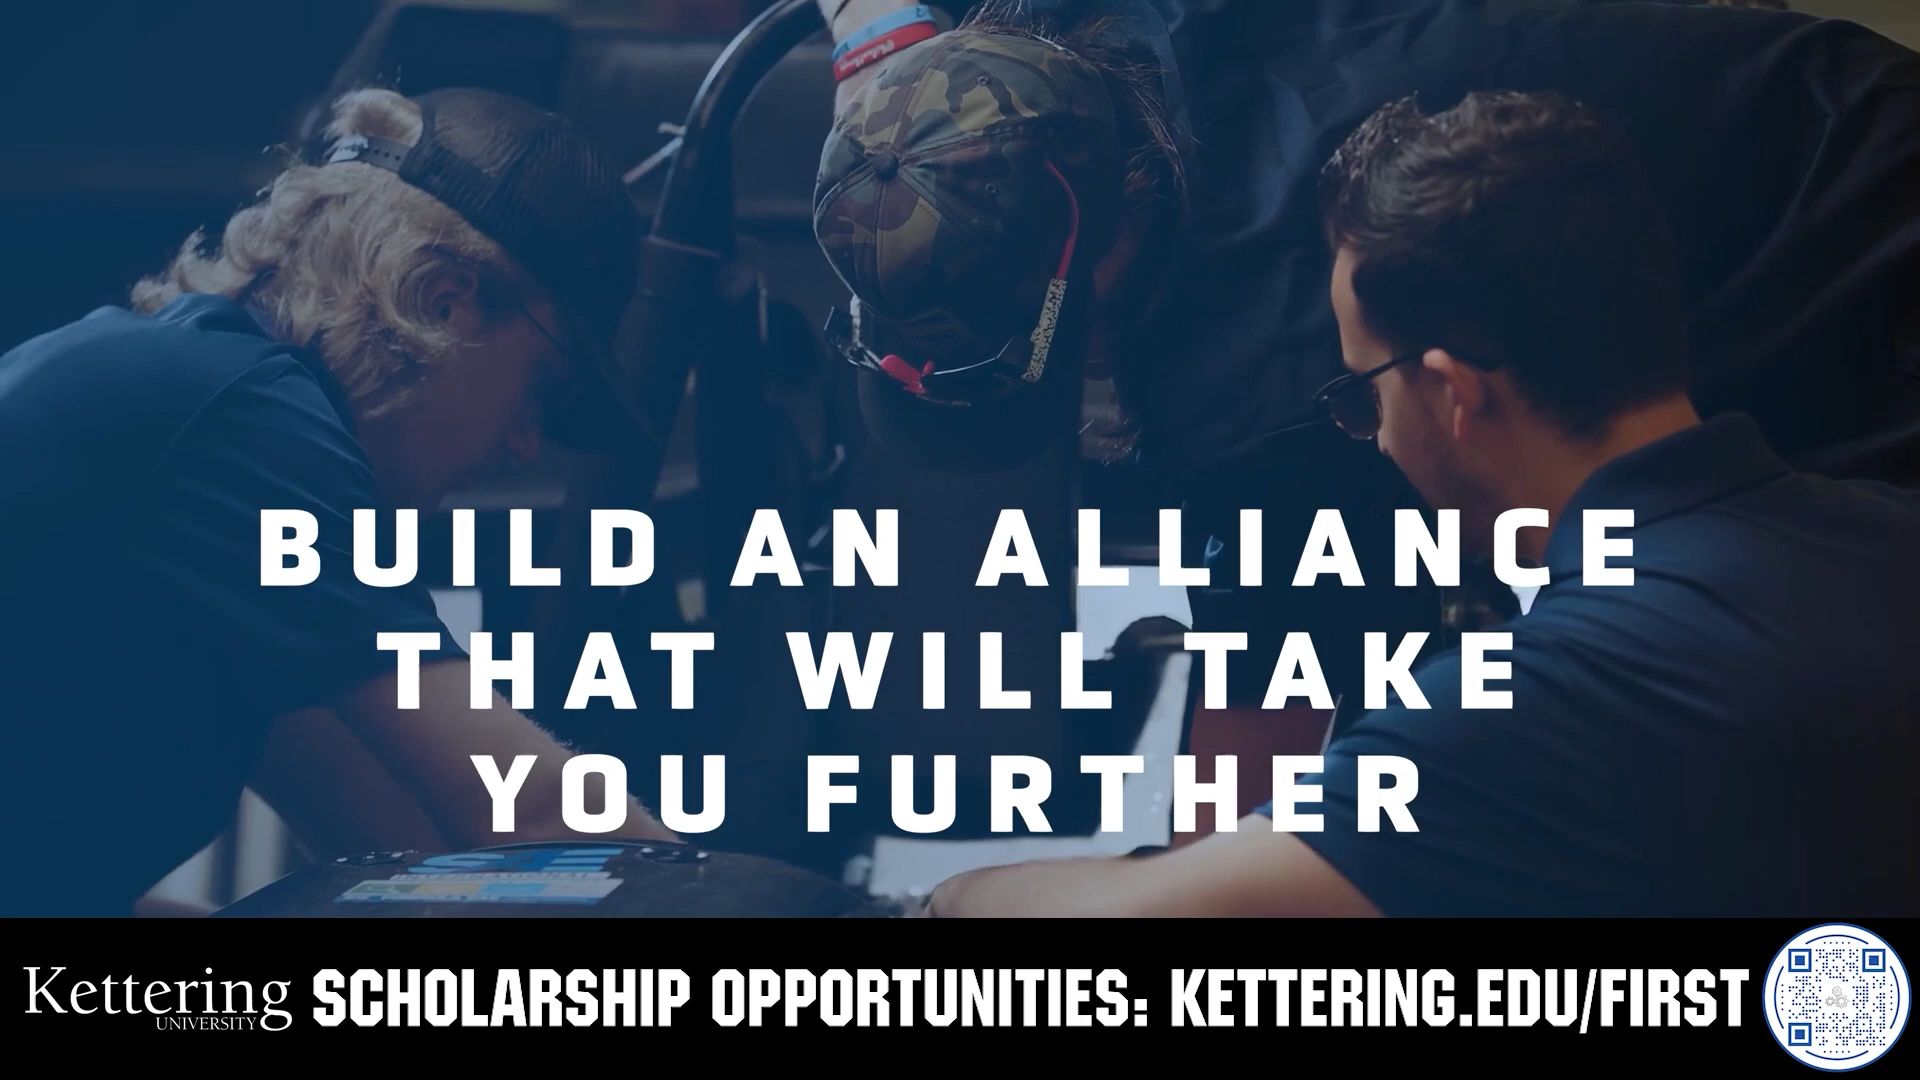 BUILD AN ALLIANCE
THAT WILL TAKE
YOU FURTHER
Kettering
UNIVERSITY
SCHOLARSHIP OPPORTUNITIES: KETTERING.EDU/FIRST